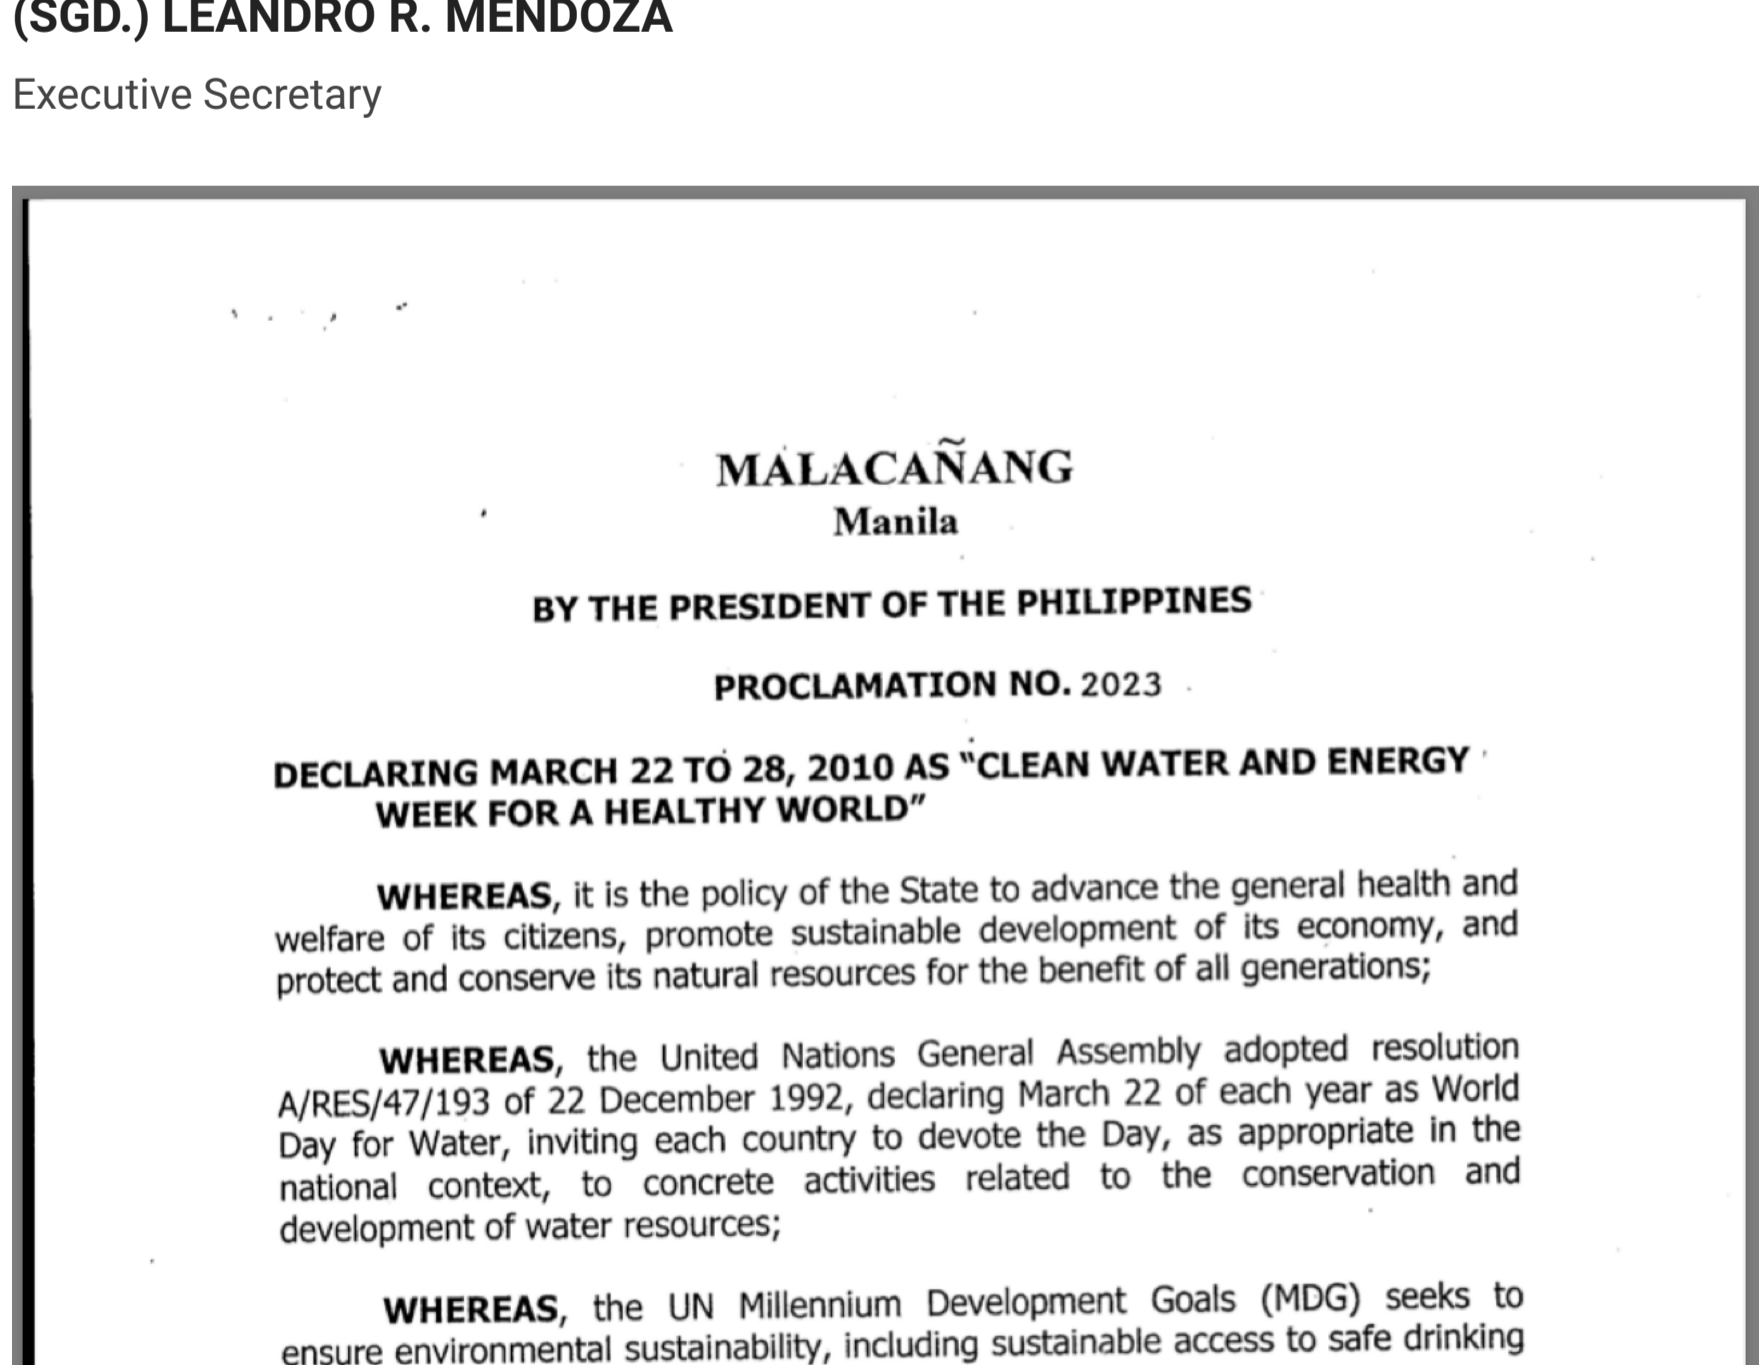 (SGD.) LEANDRO R. MENDOZA
Executive Secretary
MALACAÑANG
Manila
BY THE PRESIDENT OF THE PHILIPPINES
PROCLAMATION NO. 2023
DECLARING MARCH 22 TO 28, 2010 AS “CLEAN WATER AND ENERGY
WEEK FOR A HEALTHY WORLD”
WHEREAS, it is the policy of the State to advance the general health and
welfare of its citizens, promote sustainable development of its economy, and
protect and conserve its natural resources for the benefit of all generations;
WHEREAS, the United Nations General Assembly adopted resolution
A/RES/47/193 of 22 December 1992, declaring March 22 of each year as World
Day for Water, inviting each country to devote the Day, as appropriate in the
national context, to concrete activities related to the conservation and
development of water resources;
WHEREAS, the UN Millennium Development Goals (MDG) seeks to
ensure environmental sustainability, including sustainable access to safe drinking